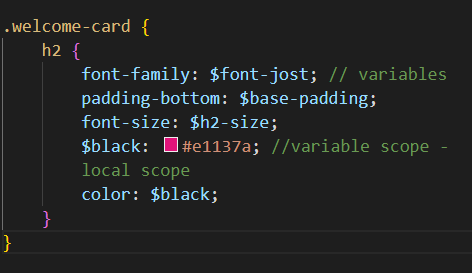 .welcome-card {
h2 {
font-family: $font-jost; // variables
padding-bottom: $base-padding;
font-size: $h2-size;
$black: #e1137a; //variable scope -
local scope
color: $black;
}
}